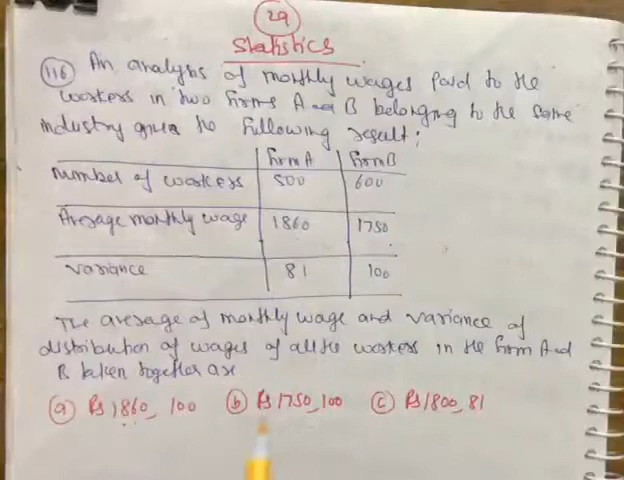 29
Statistics
116 An analysis of monthly wages paid to the
workers in two firms A and B belonging to the same
industry gives the following result:
Firm A Firm B
Number of workers 500 600
Average monthly wage 1860 1750
variance 81 100
The average of monthly wage and variance of
distribution of wages of all the workers in the firm A and
B taken together are
(a) Rs 1860, 100 (b) Rs 1750, 100 (c) Rs 1800, 81